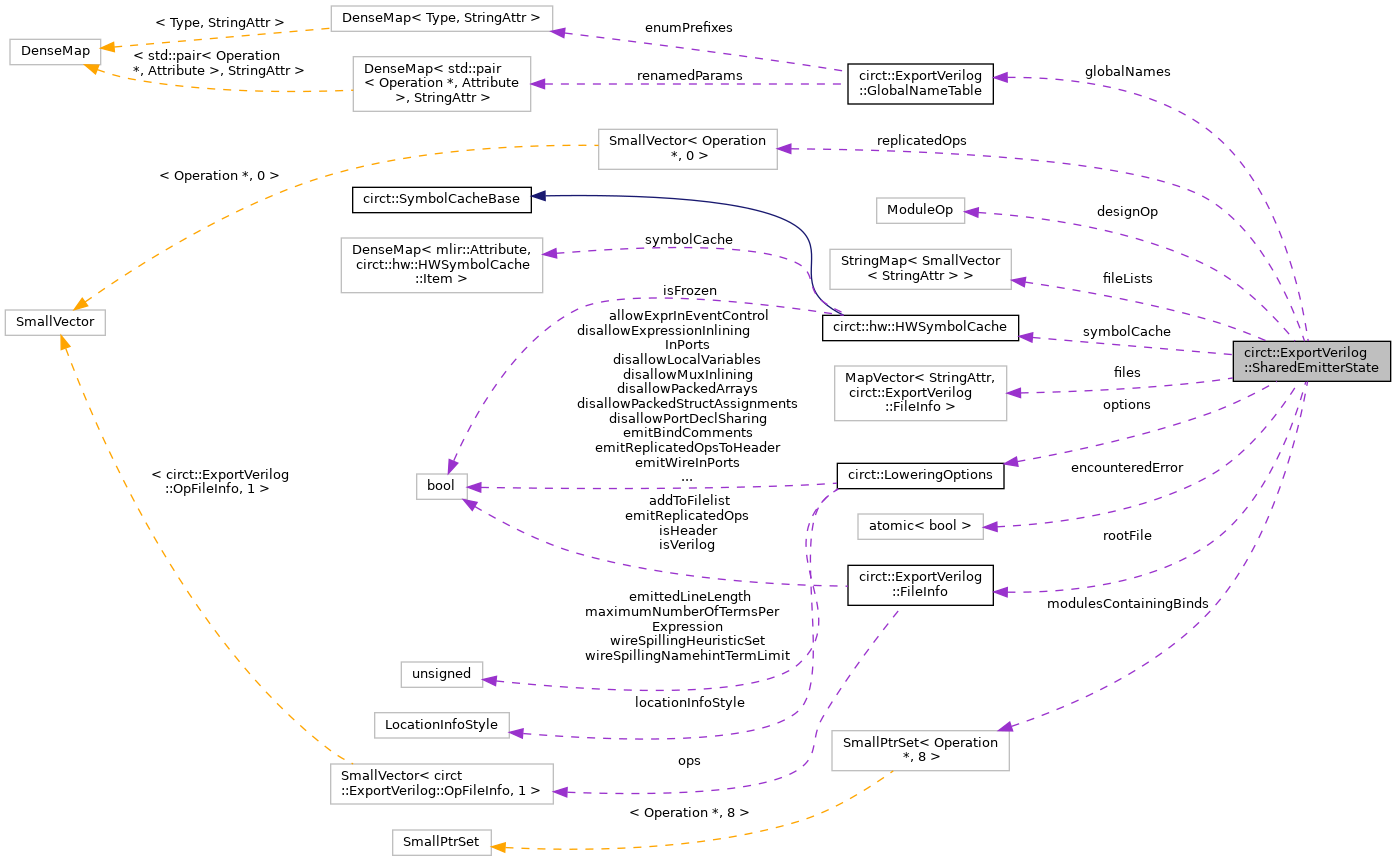 DenseMap
< Type, StringAttr >
< std::pair< Operation
*, Attribute >, StringAttr >
DenseMap< Type, StringAttr >
DenseMap< std::pair
< Operation *, Attribute
>, StringAttr >
enumPrefixes
renamedParams
circt::ExportVerilog
::GlobalNameTable
globalNames
SmallVector< Operation
*, 0 >
replicatedOps
< Operation *, 0 >
circt::SymbolCacheBase
ModuleOp
designOp
DenseMap< mlir::Attribute,
circt::hw::HWSymbolCache
::Item >
symbolCache
StringMap< SmallVector
< StringAttr > >
fileLists
isFrozen
SmallVector
circt::hw::HWSymbolCache
symbolCache
circt::ExportVerilog
::SharedEmitterState
allowExprInEventControl
disallowExpressionInlining
InPorts
disallowLocalVariables
disallowMuxInlining
disallowPackedArrays
disallowPackedStructAssignments
disallowPortDeclSharing
emitBindComments
emitReplicatedOpsToHeader
emitWireInPorts
...
MapVector< StringAttr,
circt::ExportVerilog
::FileInfo >
files
options
< circt::ExportVerilog
::OpFileInfo, 1 >
bool
circt::LoweringOptions
encounteredError
addToFilelist
emitReplicatedOps
isHeader
isVerilog
atomic< bool >
rootFile
circt::ExportVerilog
::FileInfo
modulesContainingBinds
emittedLineLength
maximumNumberOfTermsPer
Expression
wireSpillingHeuristicSet
wireSpillingNamehintTermLimit
unsigned
locationInfoStyle
LocationInfoStyle
SmallVector< circt
::ExportVerilog::OpFileInfo, 1 >
ops
SmallPtrSet< Operation
*, 8 >
< Operation *, 8 >
SmallPtrSet